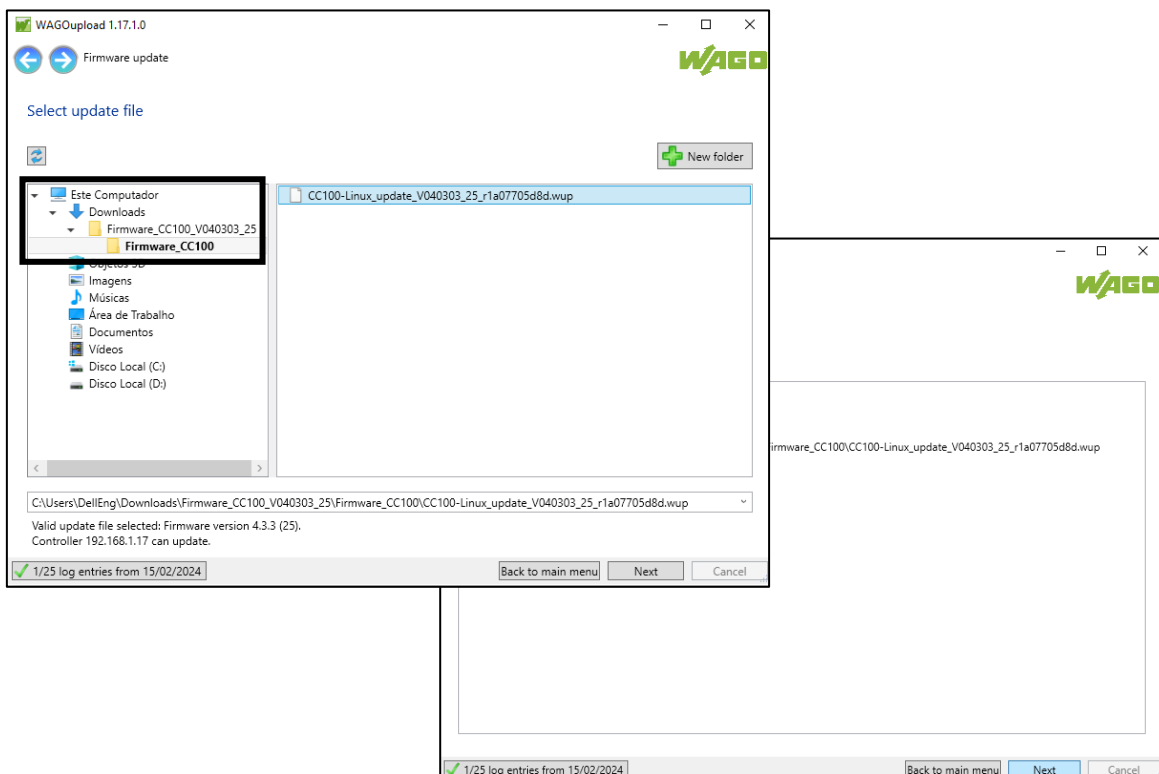 WAGOupload 1.17.1.0
Firmware update
WAGO
Select update file
New folder
Este Computador
Downloads
Firmware_CC100_V040303_25
Firmware_CC100
Objetos 3D
Imagens
Músicas
Área de Trabalho
Documentos
Vídeos
Disco Local (C:)
Disco Local (D:)
CC100-Linux_update_V040303_25_r1a07705d8d.wup
C:\Users\DellEng\Downloads\Firmware_CC100_V040303_25\Firmware_CC100\CC100-Linux_update_V040303_25_r1a07705d8d.wup
Valid update file selected: Firmware version 4.3.3 (25).
Controller 192.168.1.17 can update.
1/25 log entries from 15/02/2024
Back to main menu
Next
Cancel
WAGO
irmware_CC100\CC100-Linux_update_V040303_25_r1a07705d8d.wup
1/25 log entries from 15/02/2024
Back to main menu
Next
Cancel